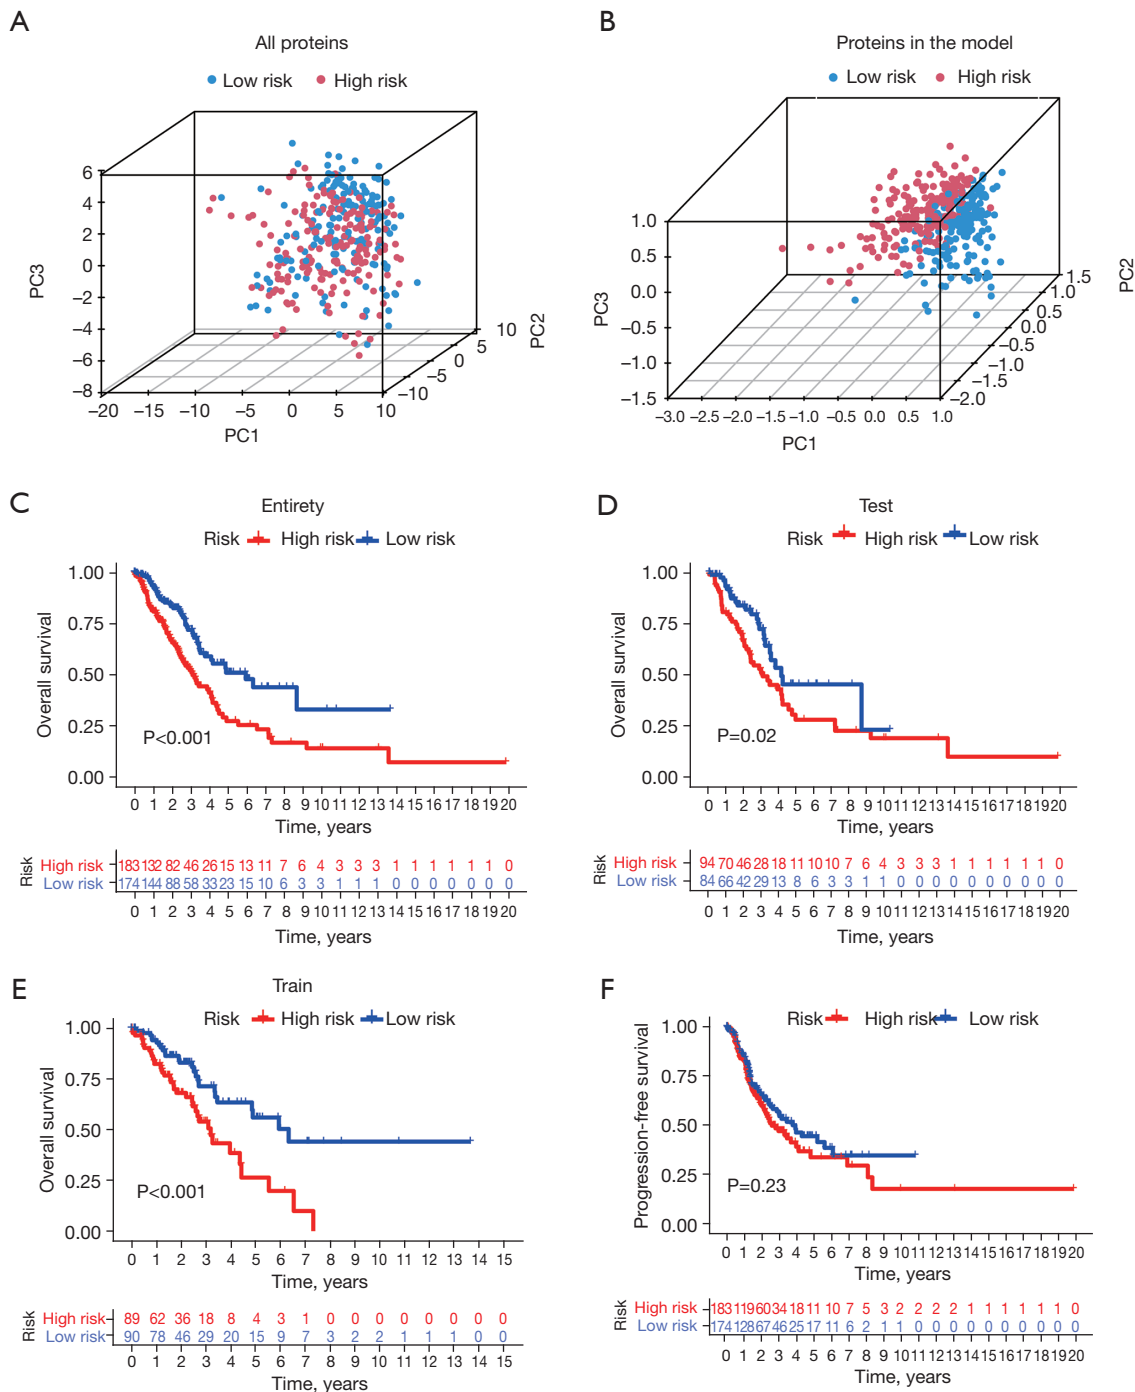 A
All proteins
Low risk High risk
6
4
2
0
−2
−4
−6
−8
PC3
−20 −15 −10 −5 0 5 10
PC1
−10
−5
0
5
10
PC2
B
Proteins in the model
Low risk High risk
1.0
0.5
0.0
−0.5
−1.0
−1.5
PC3
−3.0 −2.5 −2.0 −1.5 −1.0 −0.5 0.0 0.5 1.0
PC1
−2.0
−1.5
−1.0
−0.5
0.0
0.5
1.0
1.5
PC2
C
Entirety
Risk High risk Low risk
1.00
0.75
0.50
0.25
0.00
Overall survival
P<0.001
0 1 2 3 4 5 6 7 8 9 10 11 12 13 14 15 16 17 18 19 20
Time, years
Risk
High risk 183 132 82 46 26 15 13 11 7 6 4 3 3 3 1 1 1 1 1 1 0
Low risk 174 144 88 58 33 23 15 10 6 3 3 1 1 1 0 0 0 0 0 0 0
0 1 2 3 4 5 6 7 8 9 10 11 12 13 14 15 16 17 18 19 20
Time, years
D
Test
Risk High risk Low risk
1.00
0.75
0.50
0.25
0.00
Overall survival
P=0.02
0 1 2 3 4 5 6 7 8 9 10 11 12 13 14 15 16 17 18 19 20
Time, years
Risk
High risk 94 70 46 28 18 11 10 10 7 6 4 3 3 3 1 1 1 1 1 1 0
Low risk 84 66 42 29 13 8 6 3 3 1 1 0 0 0 0 0 0 0 0 0 0
0 1 2 3 4 5 6 7 8 9 10 11 12 13 14 15 16 17 18 19 20
Time, years
E
Train
Risk High risk Low risk
1.00
0.75
0.50
0.25
0.00
Overall survival
P<0.001
0 1 2 3 4 5 6 7 8 9 10 11 12 13 14 15
Time, years
Risk
High risk 89 62 36 18 8 4 3 1 0 0 0 0 0 0 0 0
Low risk 90 78 46 29 20 15 9 7 3 2 2 1 1 1 0 0
0 1 2 3 4 5 6 7 8 9 10 11 12 13 14 15
Time, years
F
Risk High risk Low risk
1.00
0.75
0.50
0.25
0.00
Progression-free survival
P=0.23
0 1 2 3 4 5 6 7 8 9 10 11 12 13 14 15 16 17 18 19 20
Time, years
Risk
High risk 183 119 60 34 18 11 10 7 5 3 2 2 2 2 1 1 1 1 1 1 0
Low risk 174 128 67 46 25 17 11 6 2 1 1 0 0 0 0 0 0 0 0 0 0
0 1 2 3 4 5 6 7 8 9 10 11 12 13 14 15 16 17 18 19 20
Time, years